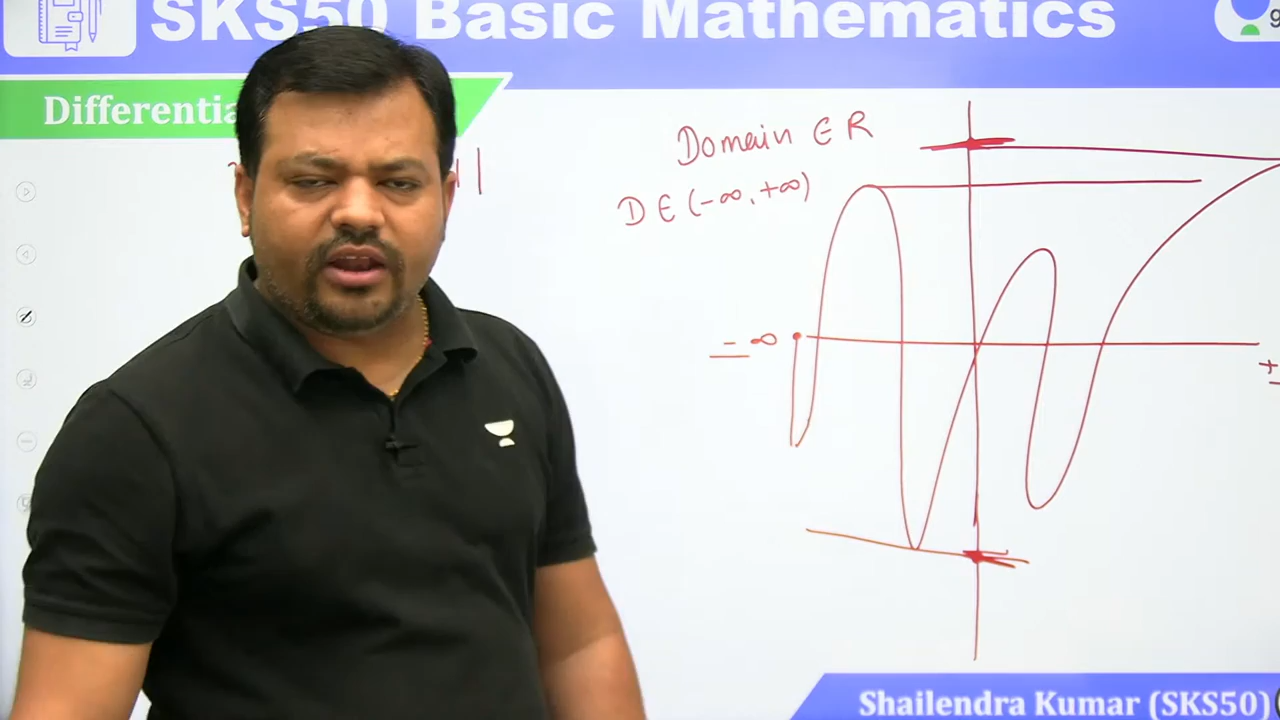 SKS50 Basic Mathematics
Differentia
Domain ∈ R
D ∈ (-∞, +∞)
- ∞
+
Shailendra Kumar (SKS50)